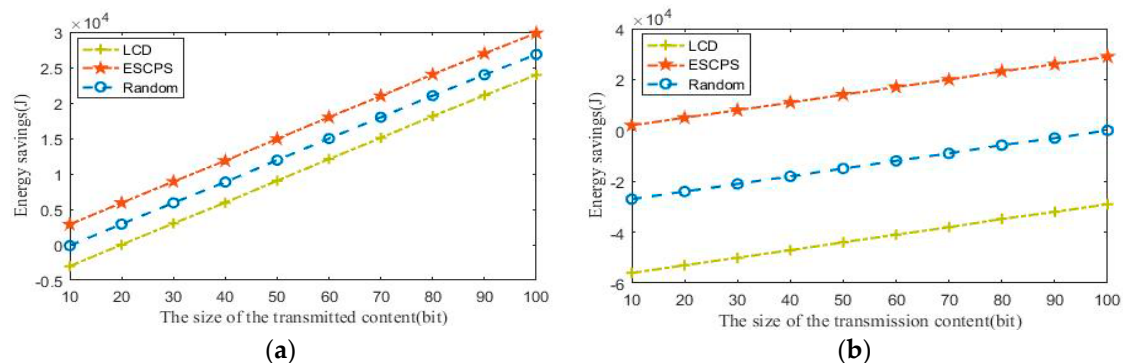 ×10⁴
3
2.5
2
1.5
1
0.5
0
-0.5
LCD
ESCPS
Random
Energy savings(J)
10 20 30 40 50 60 70 80 90 100
The size of the transmitted content(bit)
(a)
×10⁴
4
2
0
-2
-4
-6
LCD
ESCPS
Random
Energy savings(J)
10 20 30 40 50 60 70 80 90 100
The size of the transmission content(bit)
(b)